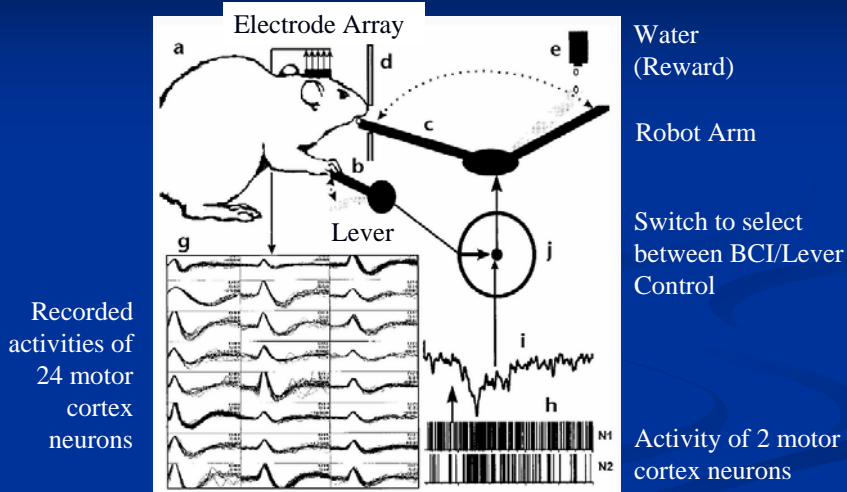 Electrode Array
a
d
e
Water
(Reward)
c
Robot Arm
b
Lever
j
Switch to select
between BCI/Lever
Control
g
Recorded
activities of
24 motor
cortex
neurons
i
h
N1
N2
Activity of 2 motor
cortex neurons